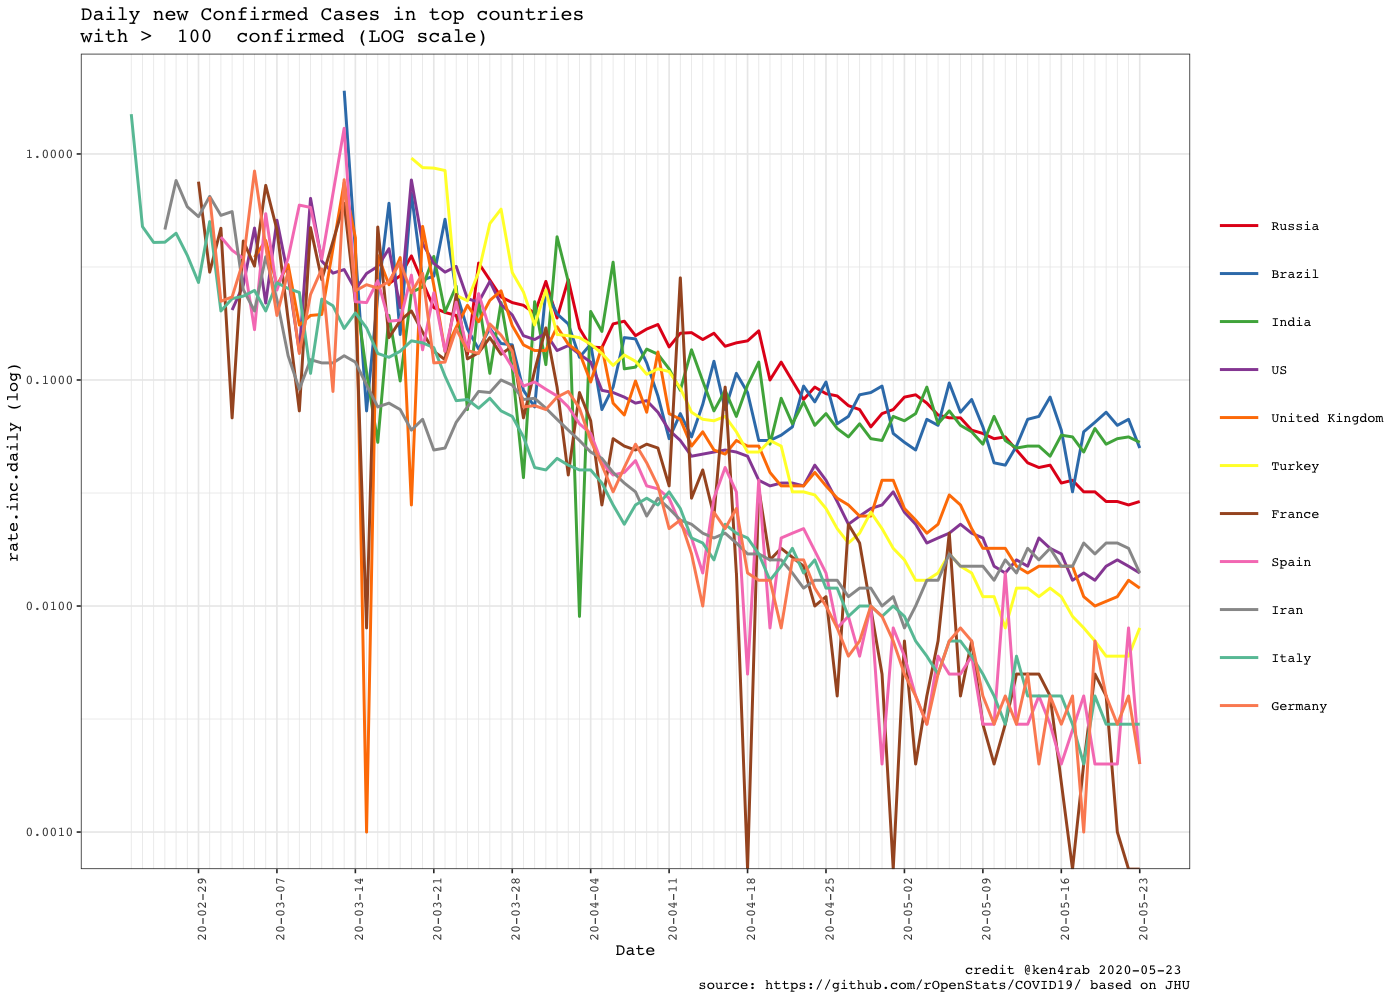 Daily new Confirmed Cases in top countries
with >  100  confirmed (LOG scale)
rate.inc.daily (log)
1.0000
0.1000
0.0100
0.0010
20-02-29
20-03-07
20-03-14
20-03-21
20-03-28
20-04-04
20-04-11
20-04-18
20-04-25
20-05-02
20-05-09
20-05-16
20-05-23
Date
Russia
Brazil
India
US
United Kingdom
Turkey
France
Spain
Iran
Italy
Germany
credit @ken4rab 2020-05-23
source: https://github.com/rOpenStats/COVID19/ based on JHU